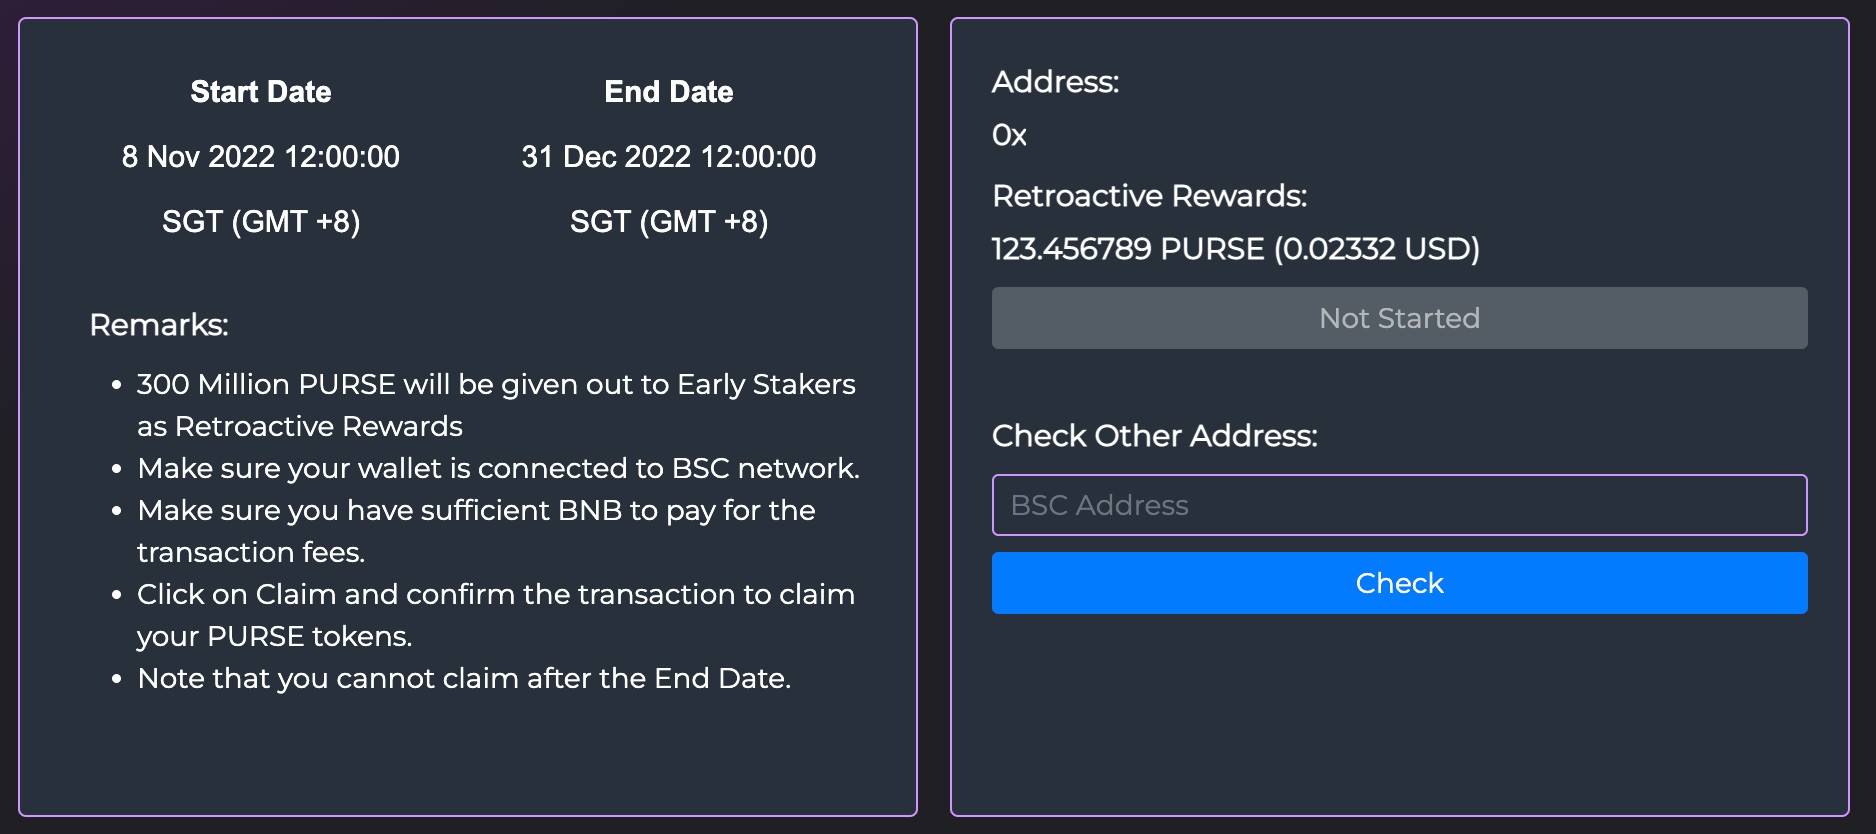 Start Date
8 Nov 2022 12:00:00
SGT (GMT +8)
End Date
31 Dec 2022 12:00:00
SGT (GMT +8)
Remarks:
• 300 Million PURSE will be given out to Early Stakers
as Retroactive Rewards
• Make sure your wallet is connected to BSC network.
• Make sure you have sufficient BNB to pay for the
transaction fees.
• Click on Claim and confirm the transaction to claim
your PURSE tokens.
• Note that you cannot claim after the End Date.
Address:
0x
Retroactive Rewards:
123.456789 PURSE (0.02332 USD)
Not Started
Check Other Address:
BSC Address
Check